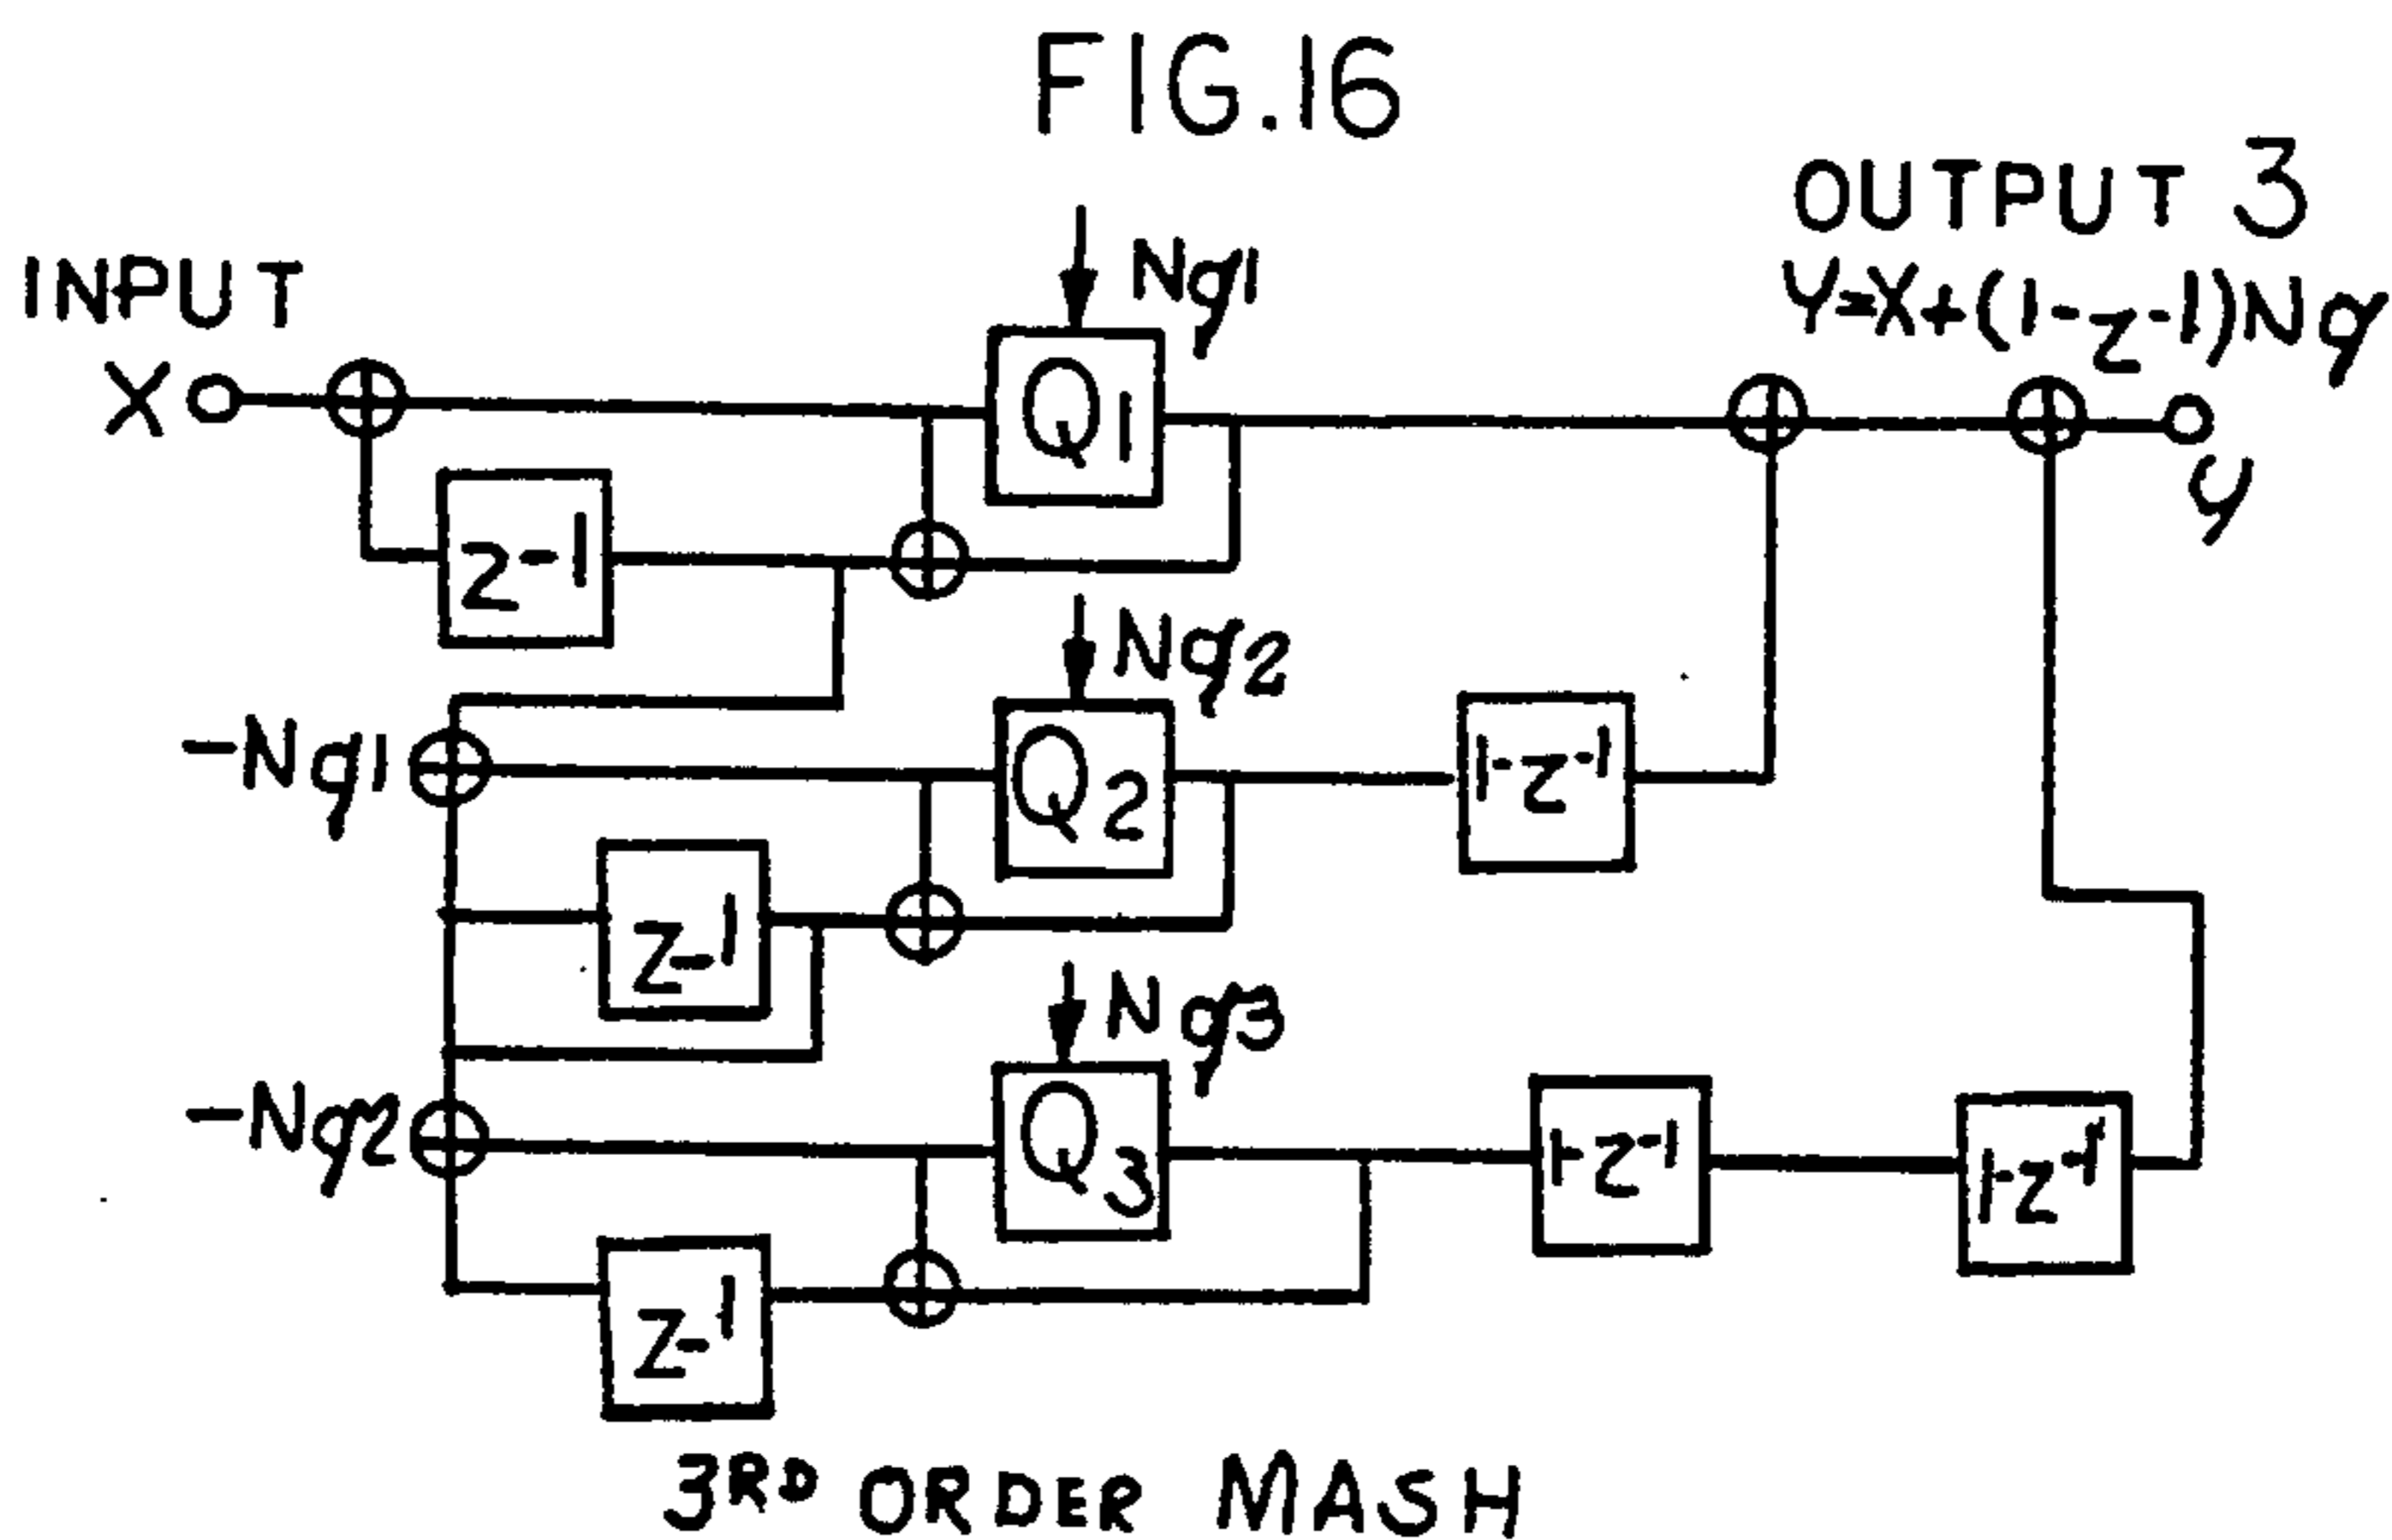 FIG.16
OUTPUT 3
Y=X+(1-z-1)Nq
INPUT
X
Nq1
Q1
y
z-1
Nq2
-Nq1
Q2
1-z-1
z-1
Nq3
-Nq2
Q3
1-z-1
1-z-1
z-1
3RD ORDER MASH